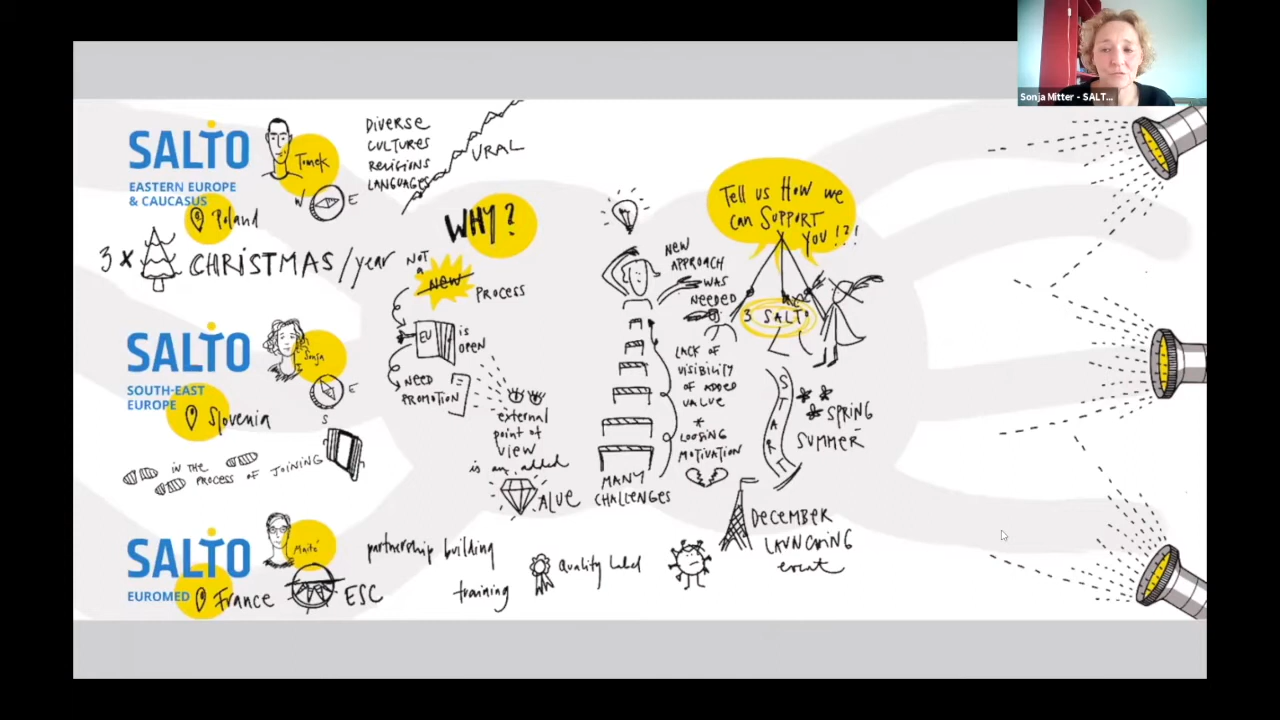 Sonja Mitter - SALT...
SALTO
EASTERN EUROPE
& CAUCASUS
Tomek
Poland
W E
DIVERSE
CULTURES
RELIGIONS
LANGUAGES
URAL
3 x CHRISTMAS/year
WHY?
NOT
a
NEW
PROCESS
EU
is
OPEN
NEED
PROMOTION
external
point of
VIEW
is an added
VALUE
SALTO
SOUTH-EAST
EUROPE
Sonja
Slovenia
E
S
IN THE
PROCESS OF JOINING
SALTO
EUROMED
Maïté
France
ESC
partnership building
training
Quality Label
MANY
CHALLENGES
NEW
APPROACH
WAS
NEEDED
LACK OF
VISIBILITY
OF ADDED
VALUE
*
LOOSING
MOTIVATION
Tell us How we
can SUPPORT
you !?!
3 SALTO
START
SPRING
SUMMER
DECEMBER
LAUNCHING
event